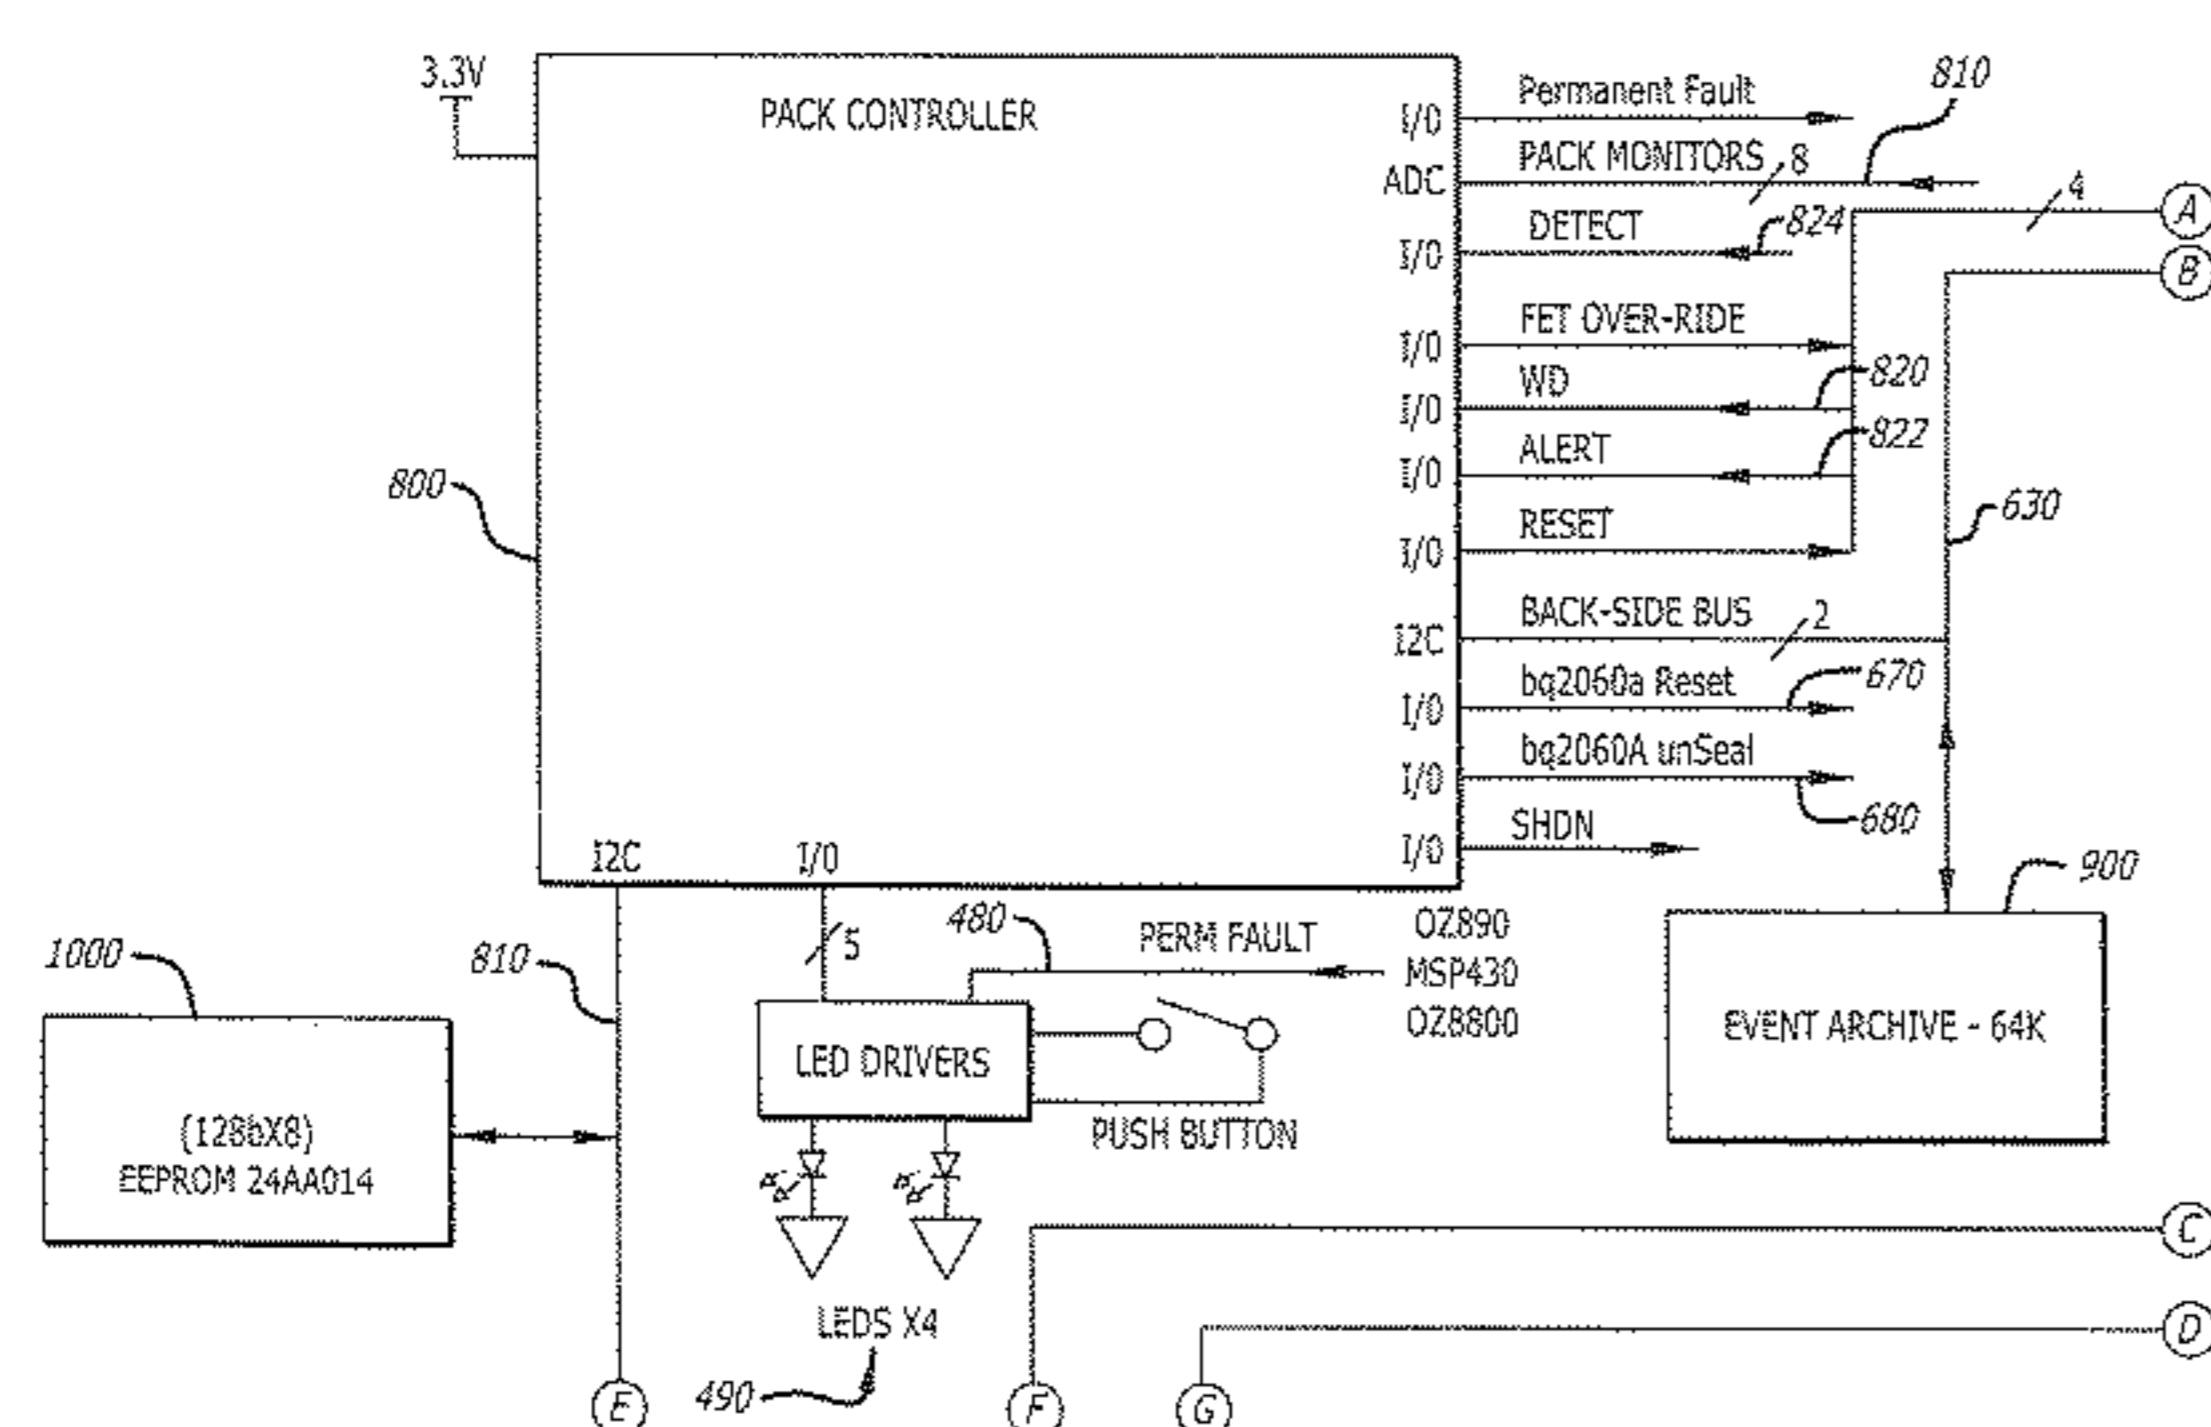 3.3V
PACK CONTROLLER
I/O
Permanent Fault
810
ADC
PACK MONITORS
8
4
A
I/O
DETECT
824
B
I/O
FET OVER-RIDE
I/O
WD
820
I/O
ALERT
822
800
I/O
RESET
630
I2C
BACK-SIDE BUS
2
I/O
bq2060a Reset
670
I/O
bq2060A unSeal
680
I/O
SHDN
I2C
I/O
900
1000
810
5
480
PERM FAULT
OZ890
MSP430
OZ8800
LED DRIVERS
EVENT ARCHIVE - 64K
(128bX8)
EEPROM 24AA014
PUSH BUTTON
C
LEDS X4
D
490
E
F
G